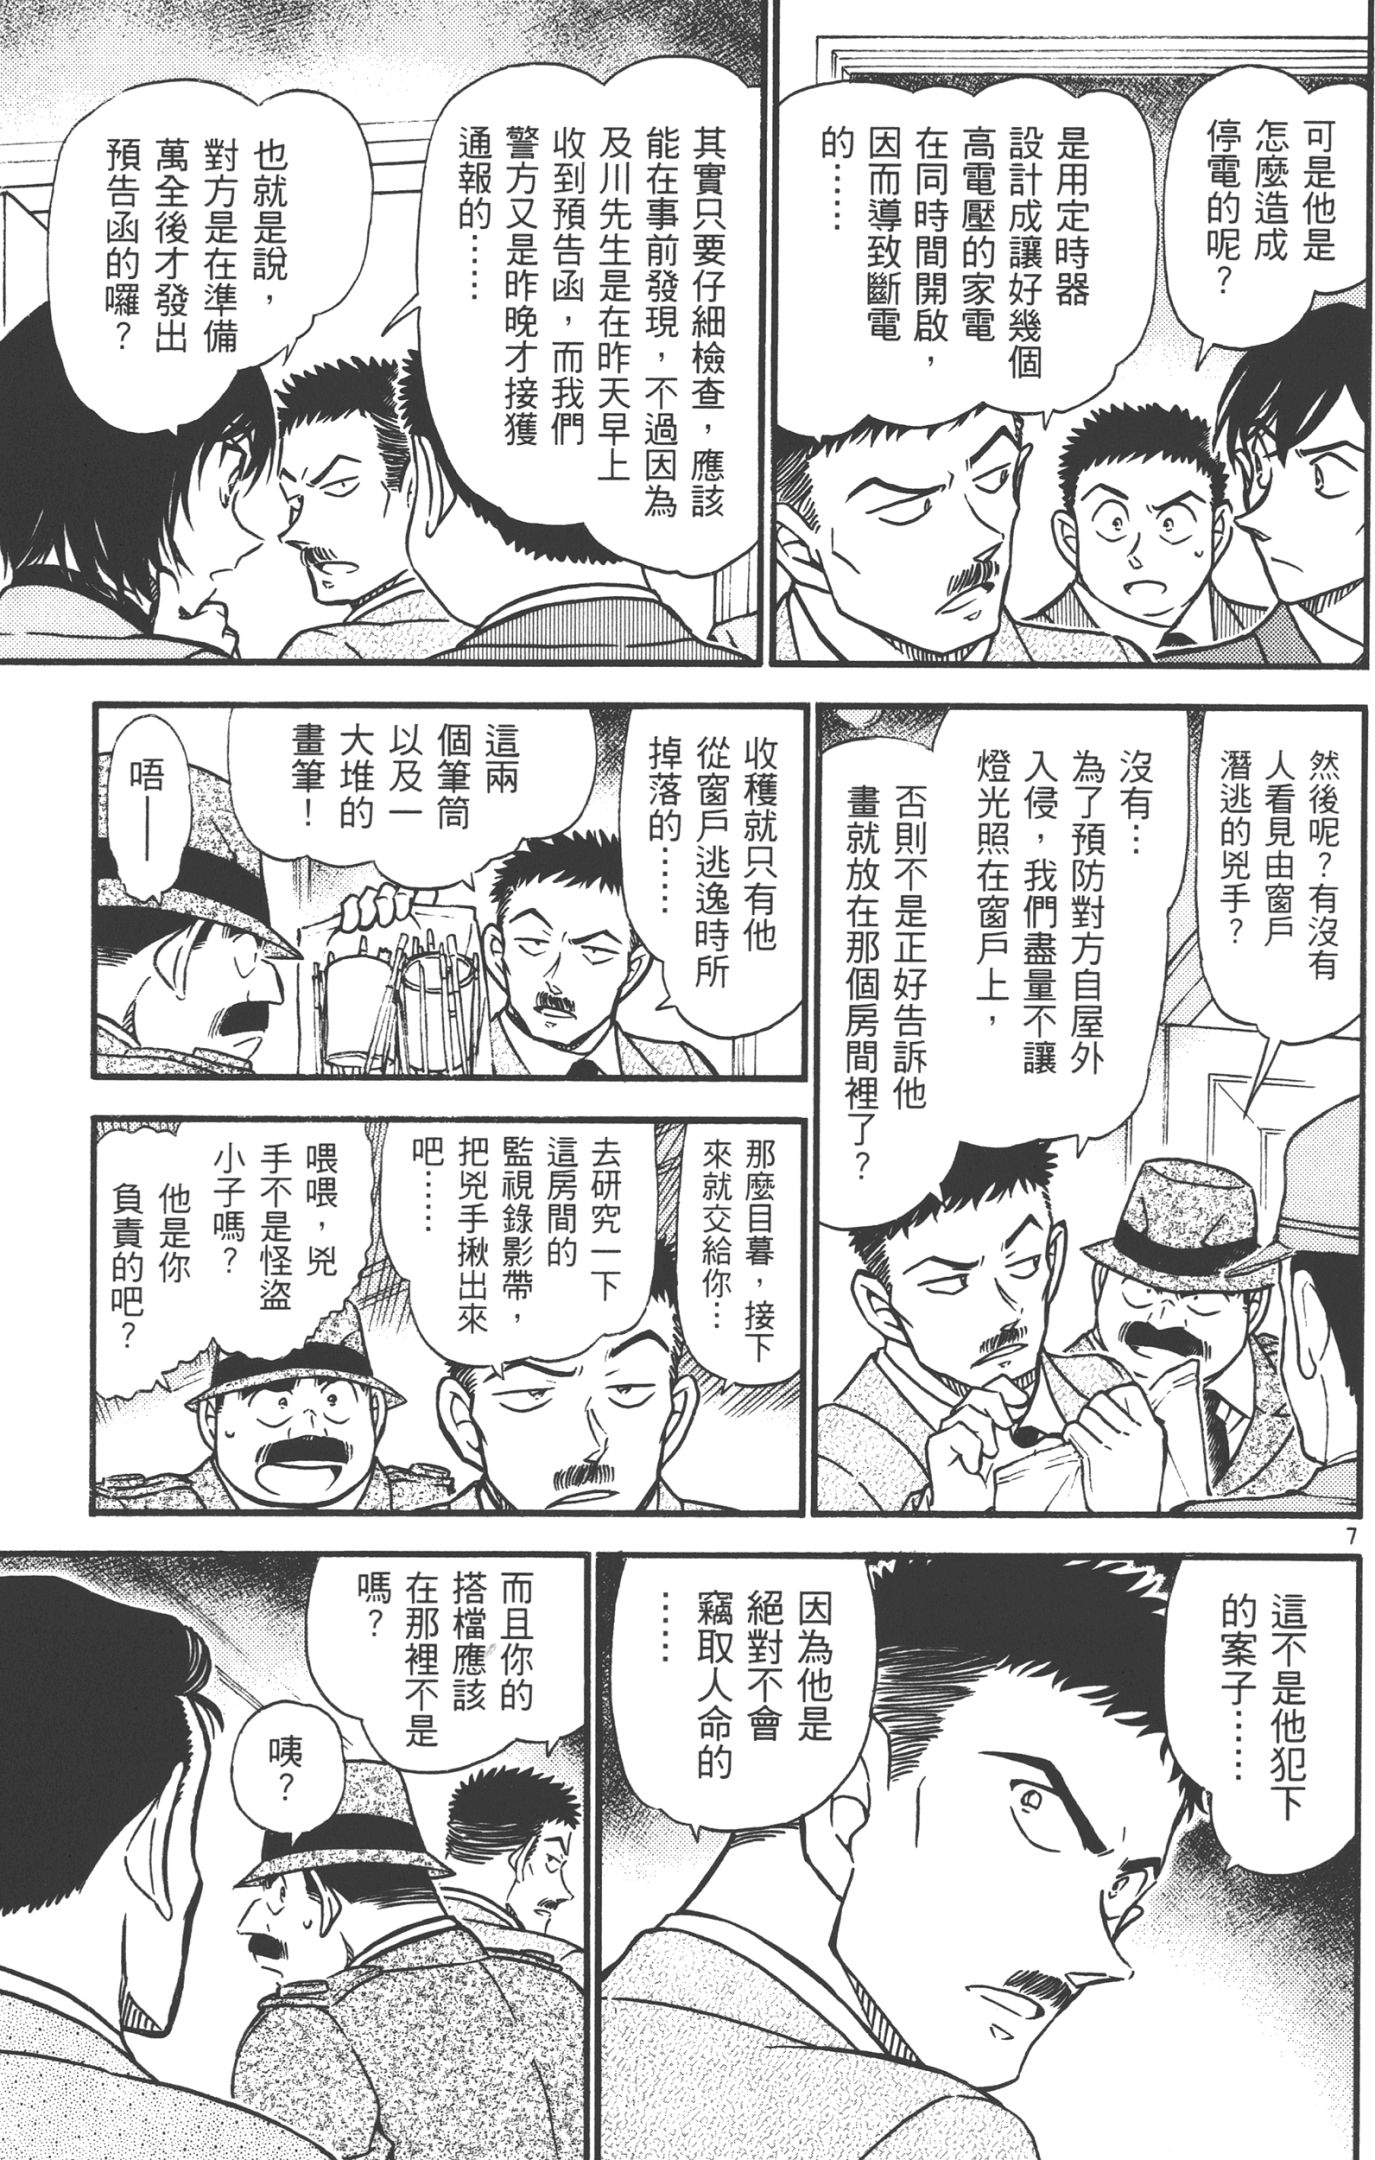 可是他是
怎麼造成
停電的呢？
是用定時器
設計成讓好幾個
高電壓的家電
在同時間開啟，
因而導致斷電
的……
其實只要仔細檢查，應該
能在事前發現，不過因為
及川先生是在昨天早上
收到預告函，而我們
警方又是昨晚才接獲
通報的……
也就是說，
對方是在準備
萬全後才發出
預告函的囉？
然後呢？有沒有
人看見由窗戶
潛逃的兇手？
沒有…
為了預防對方自屋外
入侵，我們盡量不讓
燈光照在窗戶上，
否則不是正好告訴他
畫就放在那個房間裡了？
收穫就只有他
從窗戶逃逸時所
掉落的……
這兩
個筆筒
以及一
大堆的
畫筆！
唔——
那麼目暮，接下
來就交給你…
去研究一下
這房間的
監視錄影帶，
把兇手揪出來
吧……
喂喂，兇
手不是怪盜
小子嗎？
他是你
負責的吧？
7
這不是他犯下
的案子……
因為他是
絕對不會
竊取人命的
……
而且你的
搭檔應該
在那裡不是
嗎？
咦？